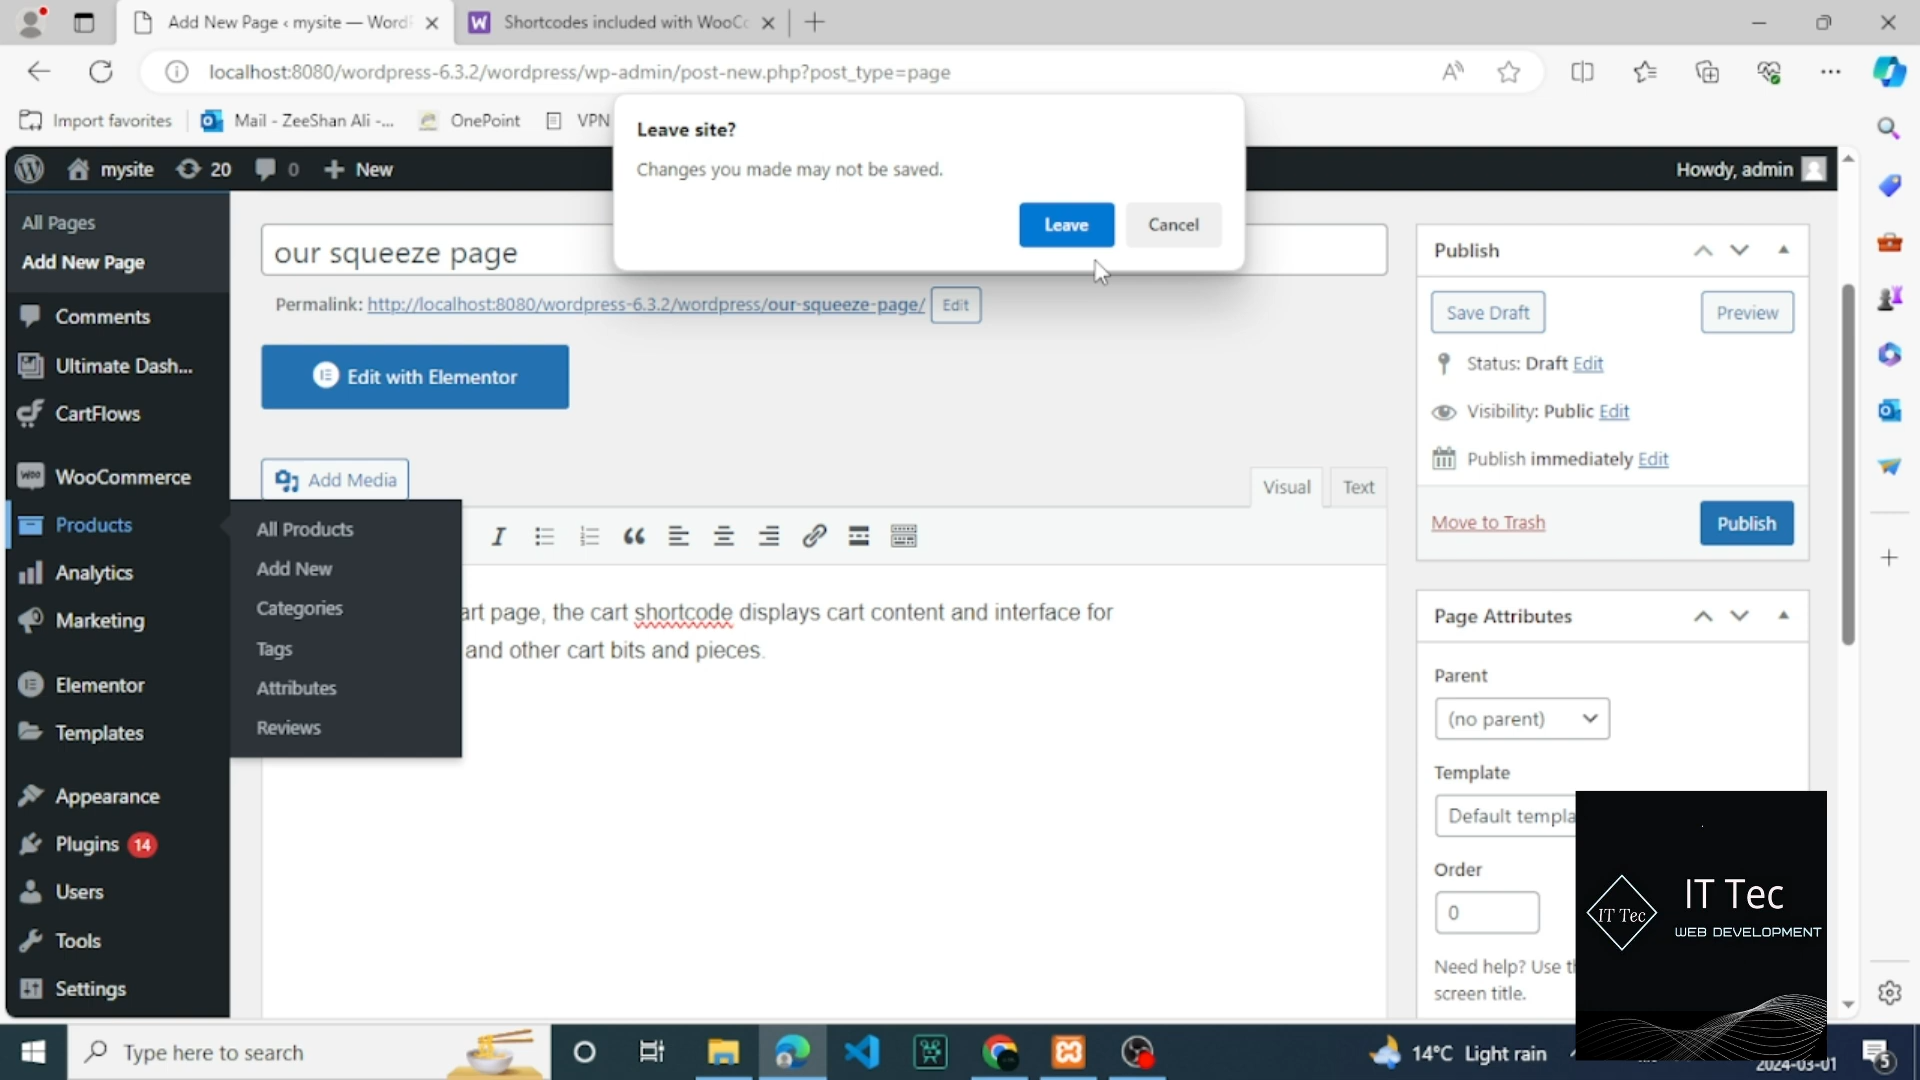 Add New Page ‹ mysite — WordP
Shortcodes included with WooCo
localhost:8080/wordpress-6.3.2/wordpress/wp-admin/post-new.php?post_type=page
Import favorites
Mail - ZeeShan Ali -...
OnePoint
VPN
Leave site?
Changes you made may not be saved.
Leave
Cancel
mysite
20
0
New
Howdy, admin
All Pages
Add New Page
Comments
Ultimate Dash...
CartFlows
WooCommerce
Products
Analytics
Marketing
Elementor
Templates
Appearance
Plugins 14
Users
Tools
Settings
All Products
Add New
Categories
Tags
Attributes
Reviews
our squeeze page
Permalink: http://localhost:8080/wordpress-6.3.2/wordpress/our-squeeze-page/ Edit
Edit with Elementor
Add Media
Visual
Text
art page, the cart shortcode displays cart content and interface for
and other cart bits and pieces.
Publish
Save Draft
Preview
Status: Draft Edit
Visibility: Public Edit
Publish immediately Edit
Move to Trash
Publish
Page Attributes
Parent
(no parent)
Template
Default templa
Order
0
Need help? Use t
screen title.
IT Tec
IT Tec
WEB DEVELOPMENT
Type here to search
14°C Light rain
2024-03-01
5